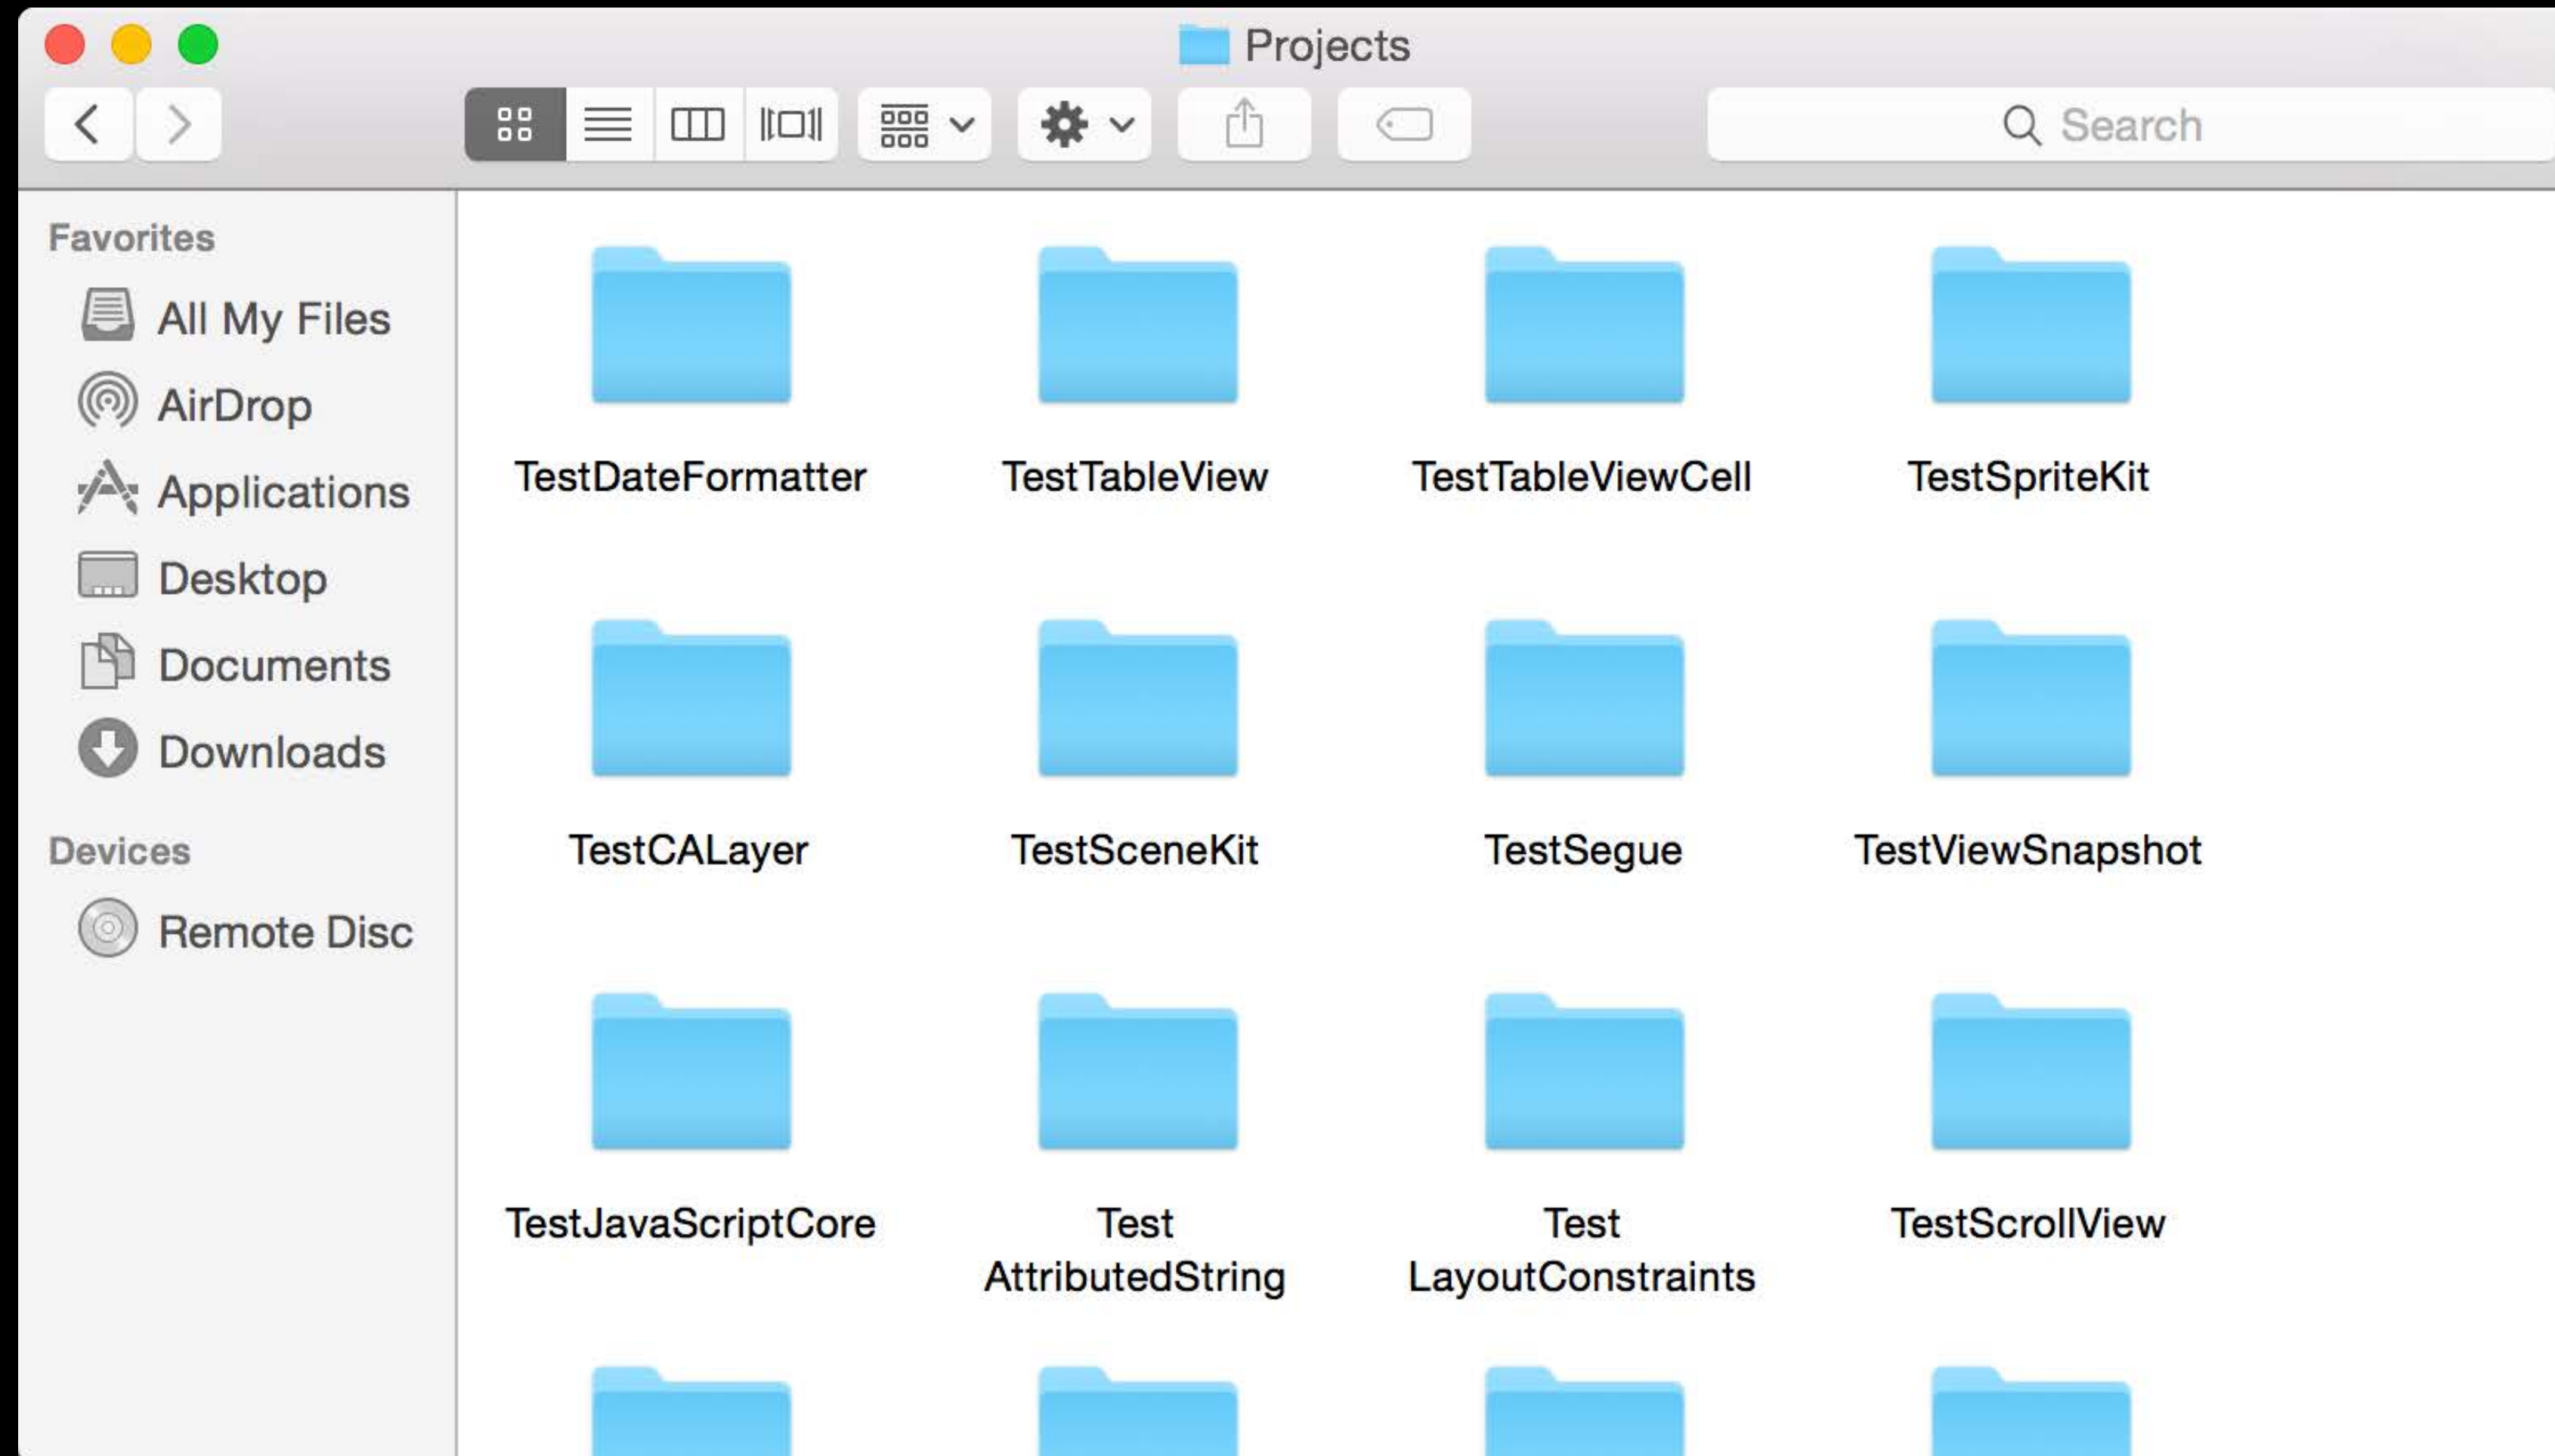 Projects
Search
Favorites
All My Files
AirDrop
Applications
Desktop
Documents
Downloads
Devices
Remote Disc
TestDateFormatter
TestTableView
TestTableViewCell
TestSpriteKit
TestCALayer
TestSceneKit
TestSegue
TestViewSnapshot
TestJavaScriptCore
Test
AttributedString
Test
LayoutConstraints
TestScrollView